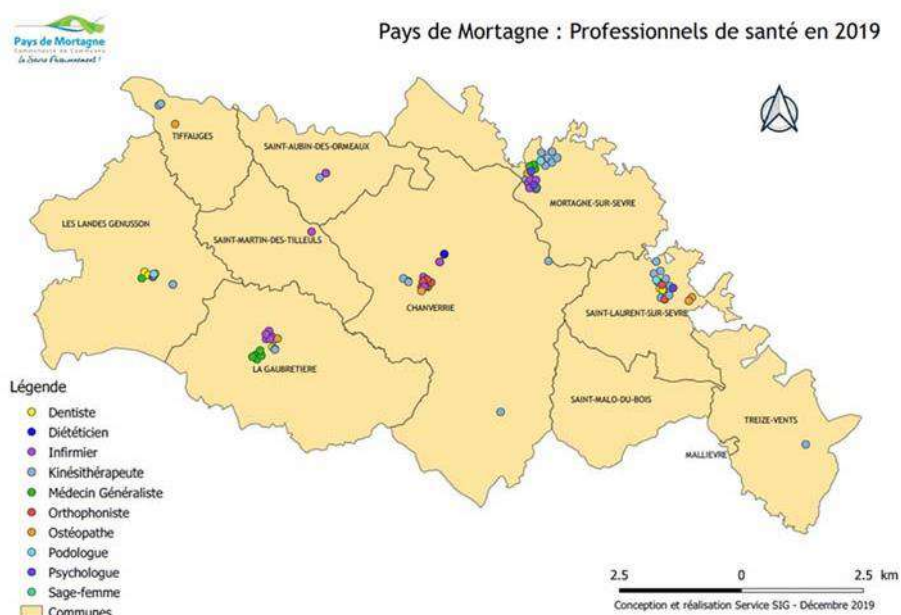 Pays de Mortagne : Professionnels de santé en 2019
Pays de Mortagne
Communauté de Communes
TIFFAUGES
SAINT-AUBIN-DES-ORMEAUX
MORTAGNE-SUR-SEVRE
LES LANDES GENUSSON
SAINT-MARTIN-DES-TILLEULS
CHANVERRIE
SAINT-LAURENT-SUR-SEVRE
LA GAUBRETIERE
SAINT-MALO-DU-BOIS
TREIZE-VENTS
MALLIEVRE
Légende
Dentiste
Diététicien
Infirmier
Kinésithérapeute
Médecin Généraliste
Orthophoniste
Ostéopathe
Podologue
Psychologue
Sage-femme
Communes
2.5 0 2.5 km
Conception et réalisation Service SIG - Décembre 2019